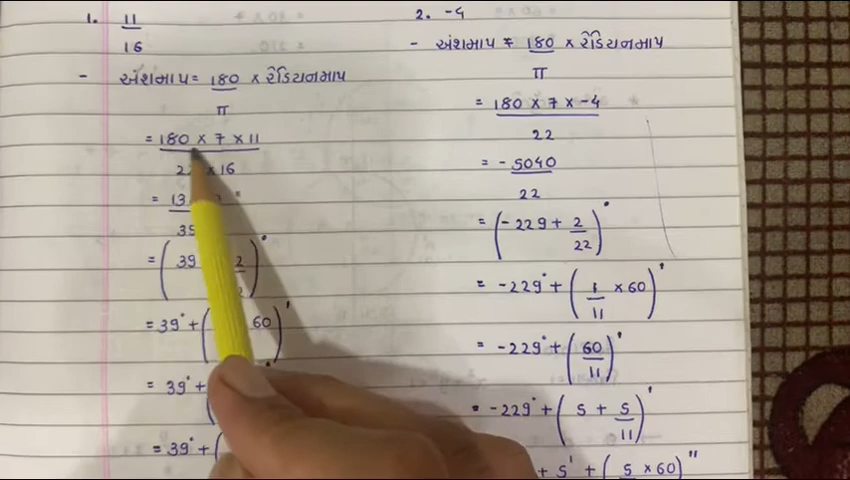 1. 11
16
- અંશમાપ = 180 × રેડિયનમાપ
π
= 180 × 7 × 11
× 16
=
39
= ( 39 2 )°
= 39° + ( 60 )'
= 39° + (
= 39° + (
2. -4
- અંશમાપ = 180 × રેડિયનમાપ
π
= 180 × 7 × -4
22
= - 5040
22
= ( - 229 + 2 )°
22
= -229° + ( 1 × 60 )'
11
= -229° + ( 60 )'
11
= -229° + ( 5 + 5 )'
11
+ 5' + ( 5 × 60 )"